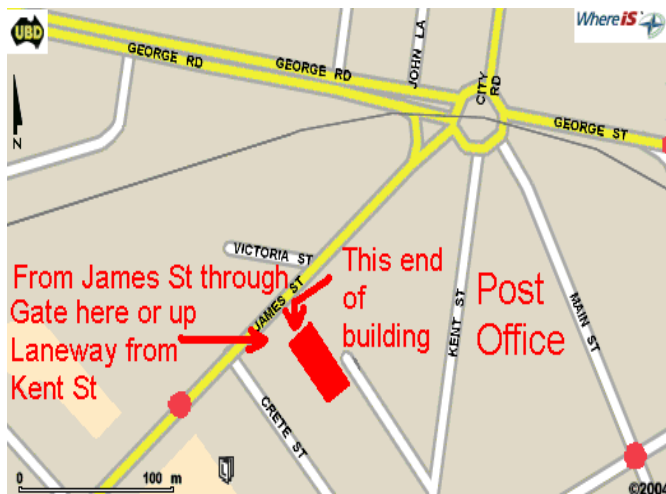 UBD
Where iS
GEORGE RD
GEORGE RD
JOHN LA
CITY RD
GEORGE ST
N
VICTORIA ST
JAMES ST
KENT ST
MAIN ST
CRETE ST
From James St through
Gate here or up
Laneway from
Kent St
This end
of
building
Post
Office
0 100 m
©2004